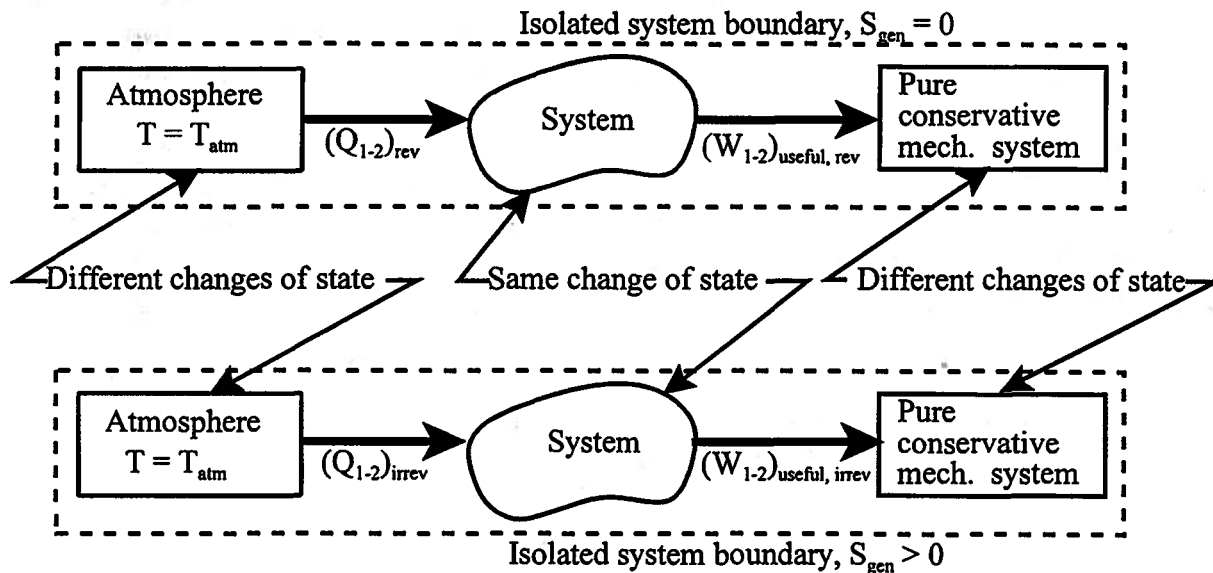 Isolated system boundary, S_gen = 0
Atmosphere
T = T_atm
(Q_1-2)_rev
System
(W_1-2)_useful, rev
Pure
conservative
mech. system
Different changes of state
Same change of state
Different changes of state
Atmosphere
T = T_atm
(Q_1-2)_irrev
System
(W_1-2)_useful, irrev
Pure
conservative
mech. system
Isolated system boundary, S_gen > 0